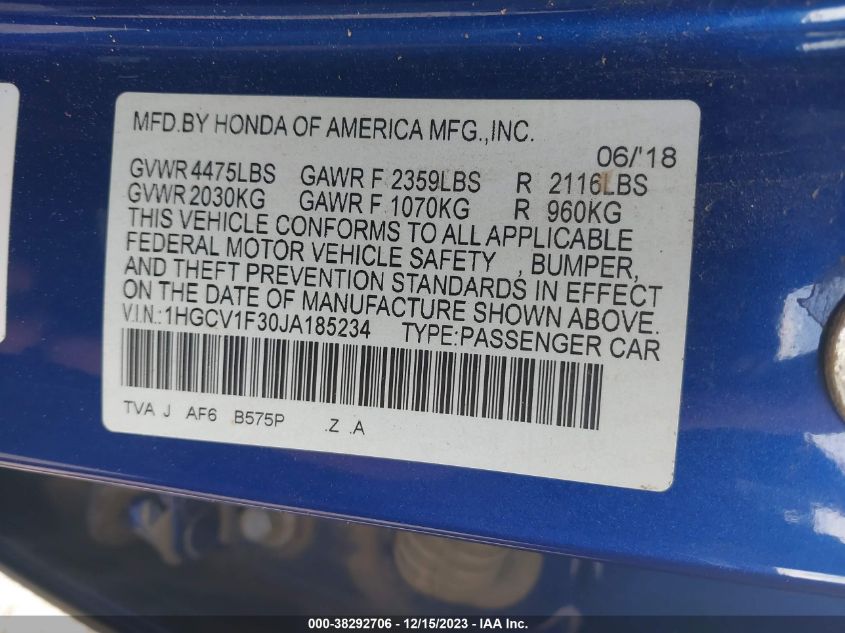 MFD.BY HONDA OF AMERICA MFG.,INC.
06/'18
GVWR 4475LBS GAWR F 2359LBS R 2116LBS
GVWR 2030KG GAWR F 1070KG R 960KG
THIS VEHICLE CONFORMS TO ALL APPLICABLE
FEDERAL MOTOR VEHICLE SAFETY , BUMPER,
AND THEFT PREVENTION STANDARDS IN EFFECT
ON THE DATE OF MANUFACTURE SHOWN ABOVE.
V.I.N.:1HGCV1F30JA185234 TYPE:PASSENGER CAR
TVA J AF6 B575P .Z .A
000-38292706 - 12/15/2023 - IAA Inc.